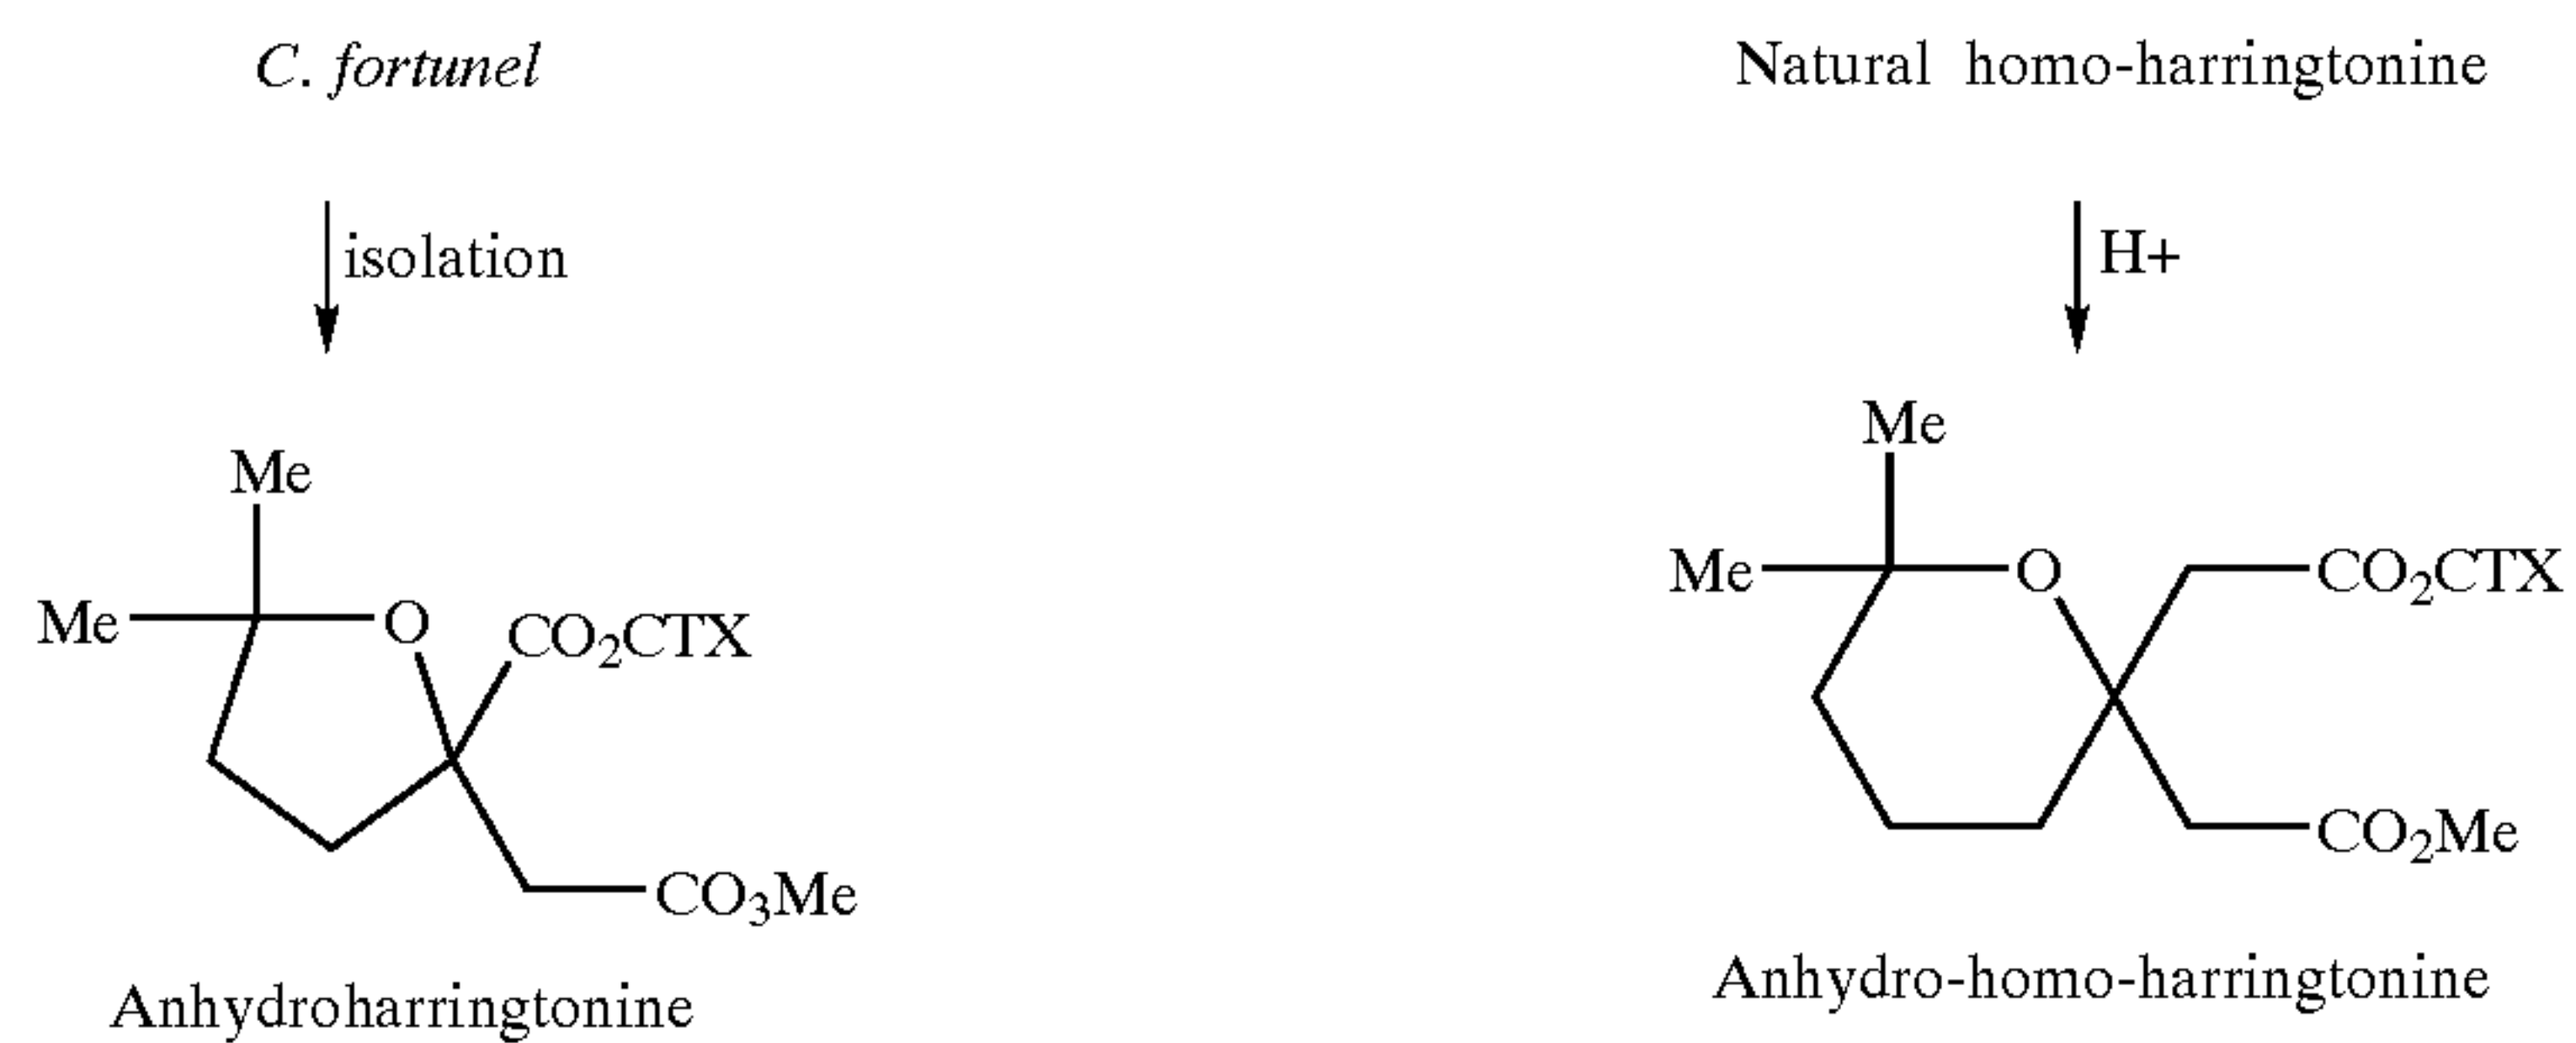 C. fortunel
isolation
Me
Me
O
CO₂CTX
CO₃Me
Anhydroharringtonine
Natural homo-harringtonine
H+
Me
Me
O
CO₂CTX
CO₂Me
Anhydro-homo-harringtonine